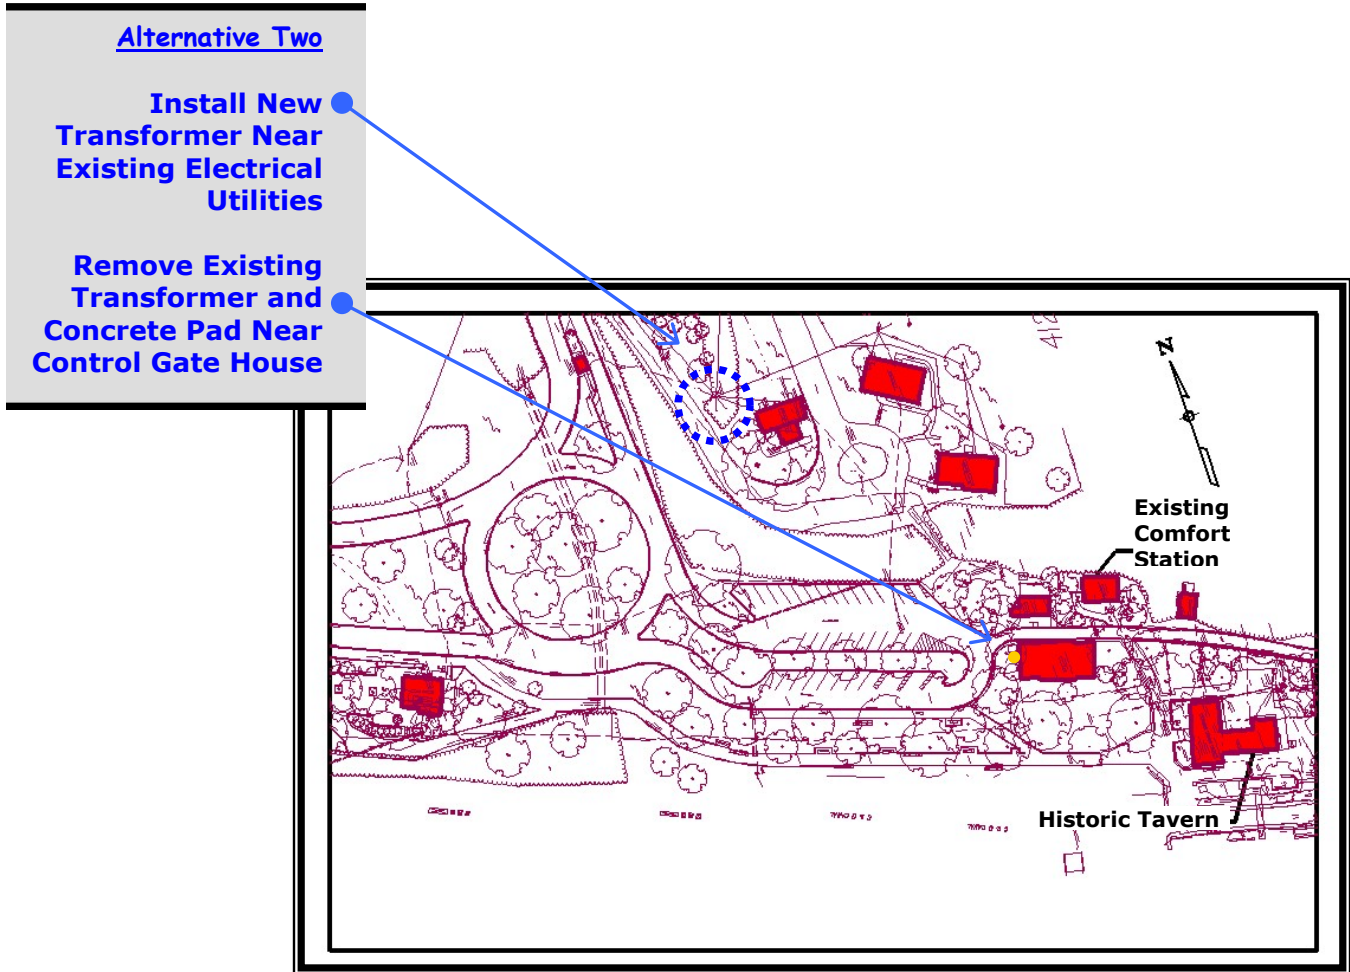 Alternative Two
Install New
Transformer Near
Existing Electrical
Utilities
Remove Existing
Transformer and
Concrete Pad Near
Control Gate House
N
Existing
Comfort
Station
Historic Tavern